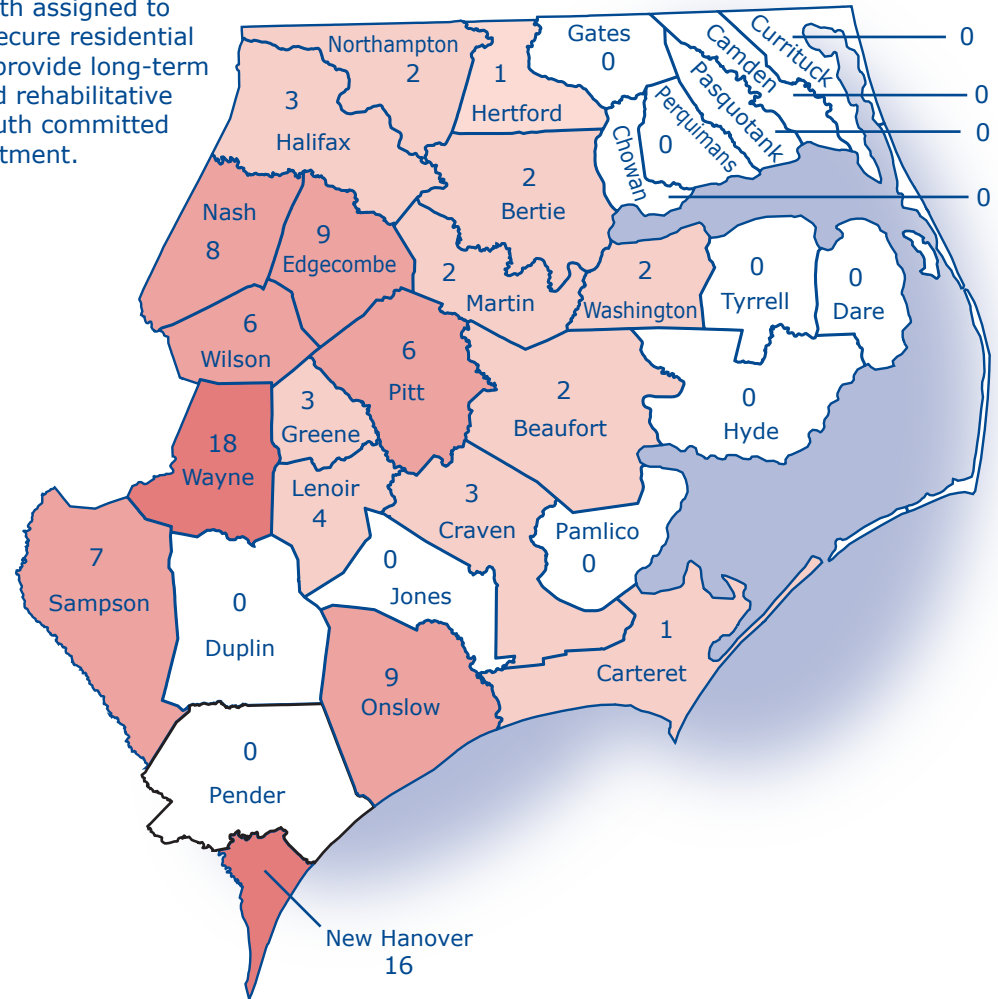 th assigned to
ecure residential
provide long-term
d rehabilitative
uth committed
tment.
Northampton
2
1
Hertford
Gates
0
Camden
Currituck
0
0
Pasquotank
0
Perquimans
0
Chowan
0
3
Halifax
2
Bertie
Nash
8
9
Edgecombe
2
Martin
2
Washington
0
Tyrrell
0
Dare
6
Wilson
6
Pitt
2
Beaufort
0
Hyde
3
Greene
18
Wayne
Lenoir
4
3
Craven
Pamlico
0
7
Sampson
0
Duplin
0
Jones
1
Carteret
9
Onslow
0
Pender
New Hanover
16